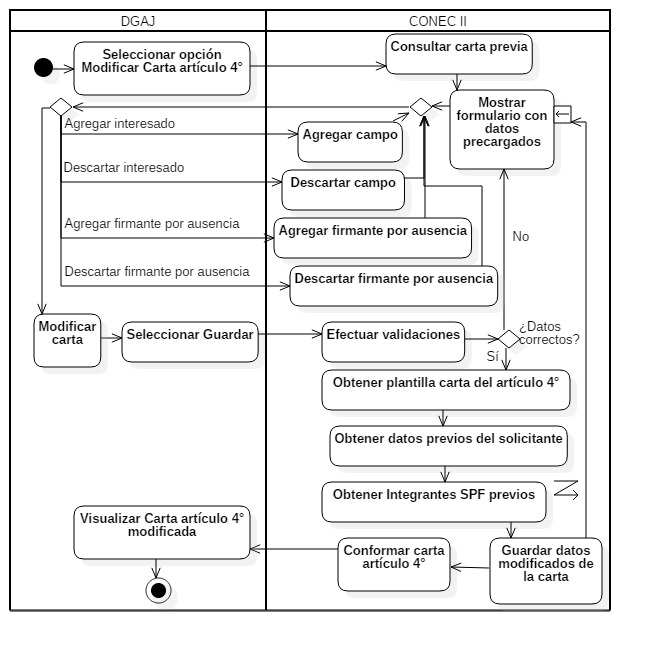 DGAJ
CONEC II
Seleccionar opción
Modificar Carta artículo 4°
Consultar carta previa
Mostrar
formulario con
datos
precargados
Agregar interesado
Agregar campo
Descartar interesado
Descartar campo
Agregar firmante por ausencia
Agregar firmante por ausencia
Descartar firmante por ausencia
Descartar firmante por ausencia
No
Modificar
carta
Seleccionar Guardar
Efectuar validaciones
¿Datos
correctos?
Sí
Obtener plantilla carta del artículo 4°
Obtener datos previos del solicitante
Obtener Integrantes SPF previos
Visualizar Carta artículo 4°
modificada
Conformar carta
artículo 4°
Guardar datos
modificados de
la carta